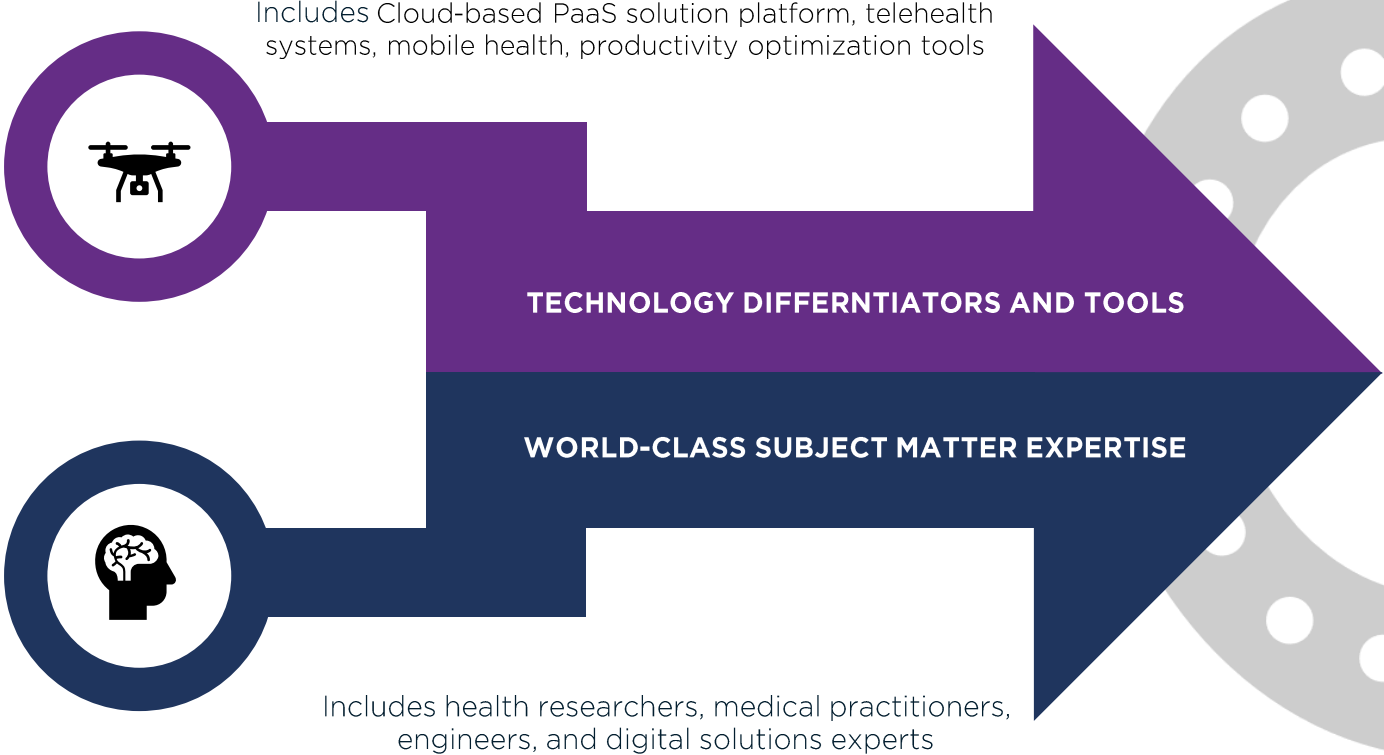 Includes Cloud-based PaaS solution platform, telehealth
systems, mobile health, productivity optimization tools
TECHNOLOGY DIFFERNTIATORS AND TOOLS
WORLD-CLASS SUBJECT MATTER EXPERTISE
Includes health researchers, medical practitioners,
engineers, and digital solutions experts